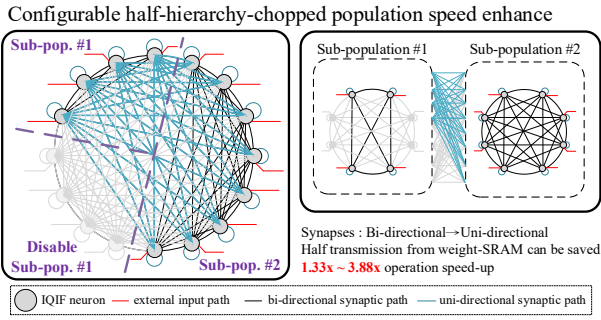 Configurable half-hierarchy-chopped population speed enhance
Sub-pop. #1
Disable
Sub-pop. #1
Sub-pop. #2
Sub-population #1
Sub-population #2
Synapses : Bi-directional→Uni-directional
Half transmission from weight-SRAM can be saved
1.33x ~ 3.88x operation speed-up
IQIF neuron
external input path
bi-directional synaptic path
uni-directional synaptic path